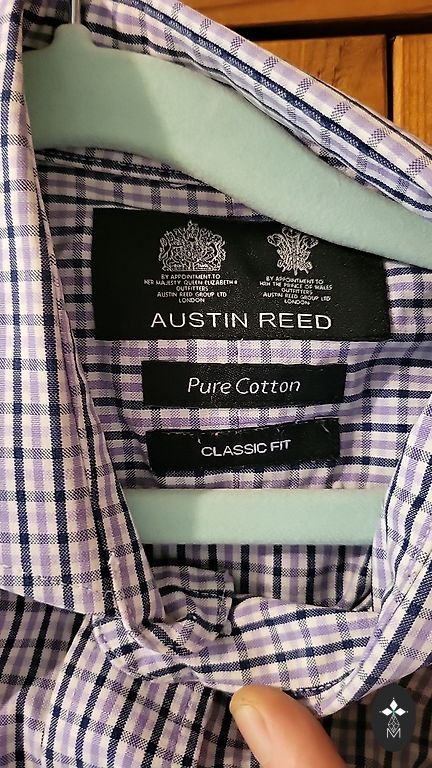 BY APPOINTMENT TO
HER MAJESTY QUEEN ELIZABETH II
OUTFITTERS
AUSTIN REED GROUP LTD
LONDON
BY APPOINTMENT TO
HRH THE PRINCE OF WALES
OUTFITTERS
AUSTIN REED GROUP LTD
LONDON
AUSTIN REED
Pure Cotton
CLASSIC FIT
M